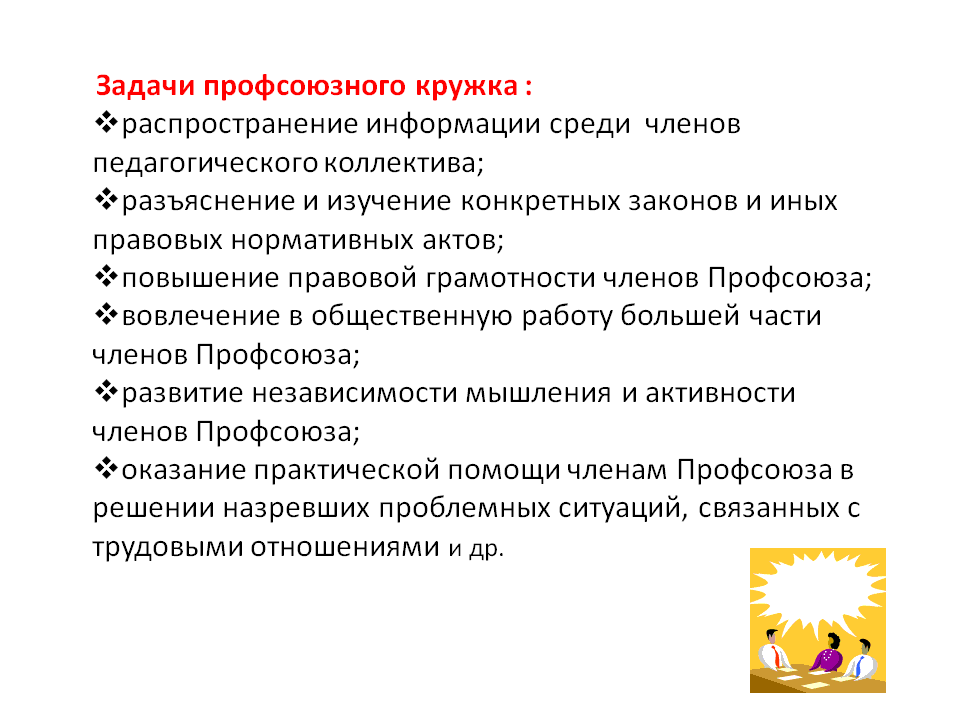 Задачи профсоюзного кружка :
❖распространение информации среди членов
педагогического коллектива;
❖разъяснение и изучение конкретных законов и иных
правовых нормативных актов;
❖повышение правовой грамотности членов Профсоюза;
❖вовлечение в общественную работу большей части
членов Профсоюза;
❖развитие независимости мышления и активности
членов Профсоюза;
❖оказание практической помощи членам Профсоюза в
решении назревших проблемных ситуаций, связанных с
трудовыми отношениями и др.